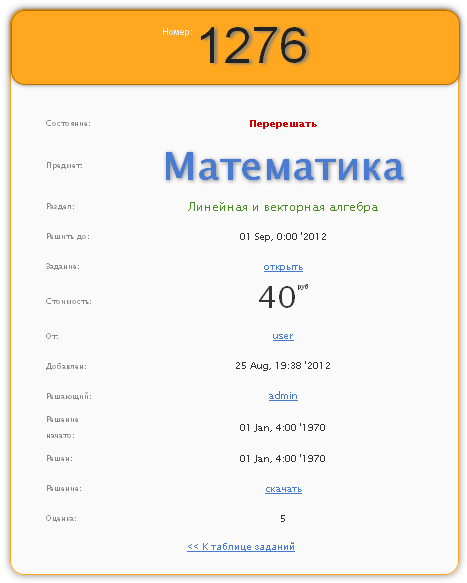 Номер: 1276
Состояние: Перерешать
Предмет: Математика
Раздел: Линейная и векторная алгебра
Решить до: 01 Sep, 0:00 '2012
Задание: открыть
Стоимость: 40 руб
От: user
Добавлен: 25 Aug, 19:38 '2012
Решающий: admin
Решение
начато: 01 Jan, 4:00 '1970
Решен: 01 Jan, 4:00 '1970
Решение: скачать
Оценка: 5
<< К таблице заданий